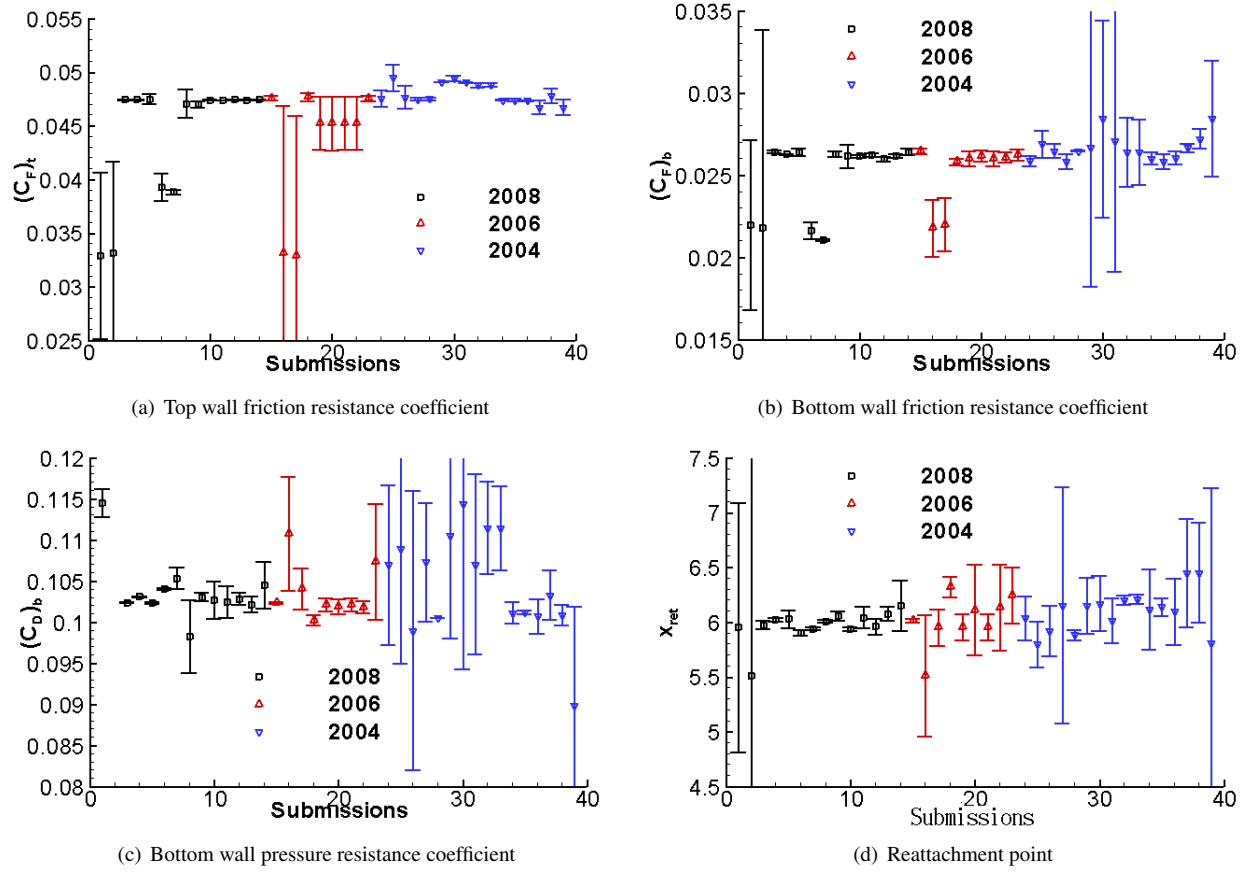 0.055
0.05
0.045
0.04
0.035
0.03
0.025
(C_F)_t
2008
2006
2004
0 10 20 30 40
Submissions
(a) Top wall friction resistance coefficient
0.035
0.03
0.025
0.02
0.015
(C_F)_b
2008
2006
2004
0 10 20 30 40
Submissions
(b) Bottom wall friction resistance coefficient
0.12
0.115
0.11
0.105
0.1
0.095
0.09
0.085
0.08
(C_D)_b
2008
2006
2004
0 10 20 30 40
Submissions
(c) Bottom wall pressure resistance coefficient
7.5
7
6.5
6
5.5
5
4.5
x_ret
2008
2006
2004
0 10 20 30 40
Submissions
(d) Reattachment point